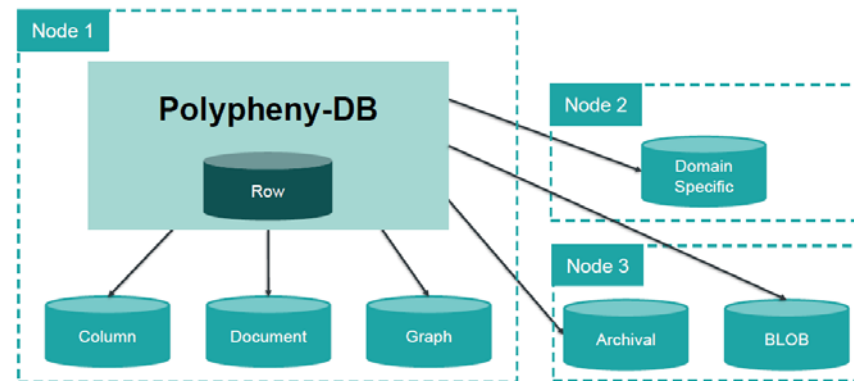 Node 1
Polypheny-DB
Row
Column
Document
Graph
Node 2
Domain
Specific
Node 3
Archival
BLOB